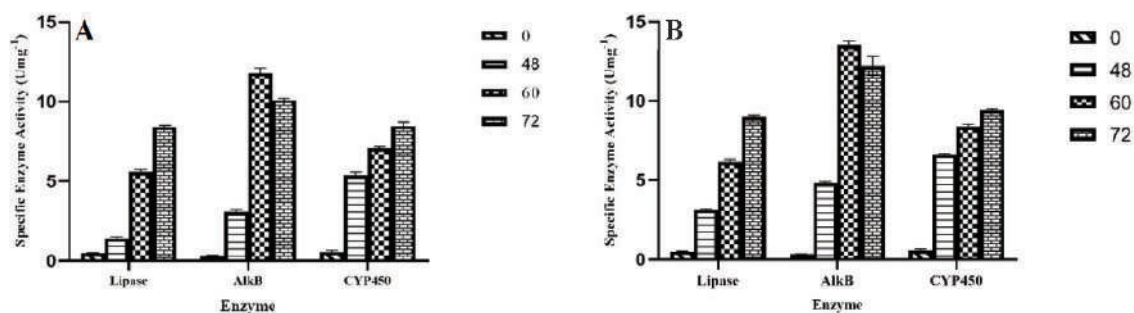 A
Specific Enzyme Activity (Umg-1)
15
10
5
0
Lipase
AlkB
CYP450
Enzyme
0
48
60
72
B
Specific Enzyme Activity (Umg-1)
15
10
5
0
Lipase
AlkB
CYP450
Enzyme
0
48
60
72